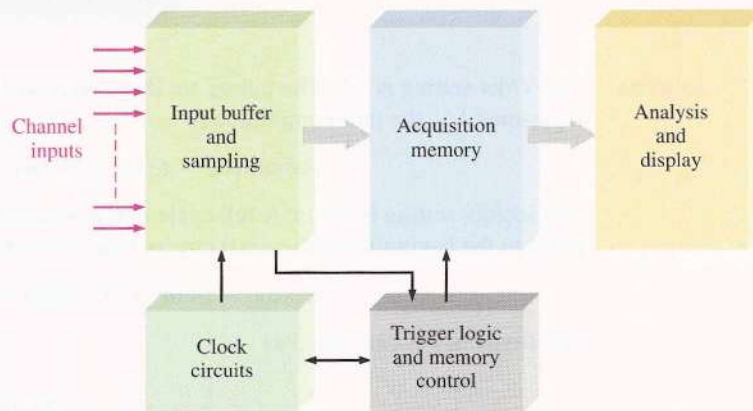 Channel
inputs
Input buffer
and
sampling
Acquisition
memory
Analysis
and
display
Clock
circuits
Trigger logic
and memory
control